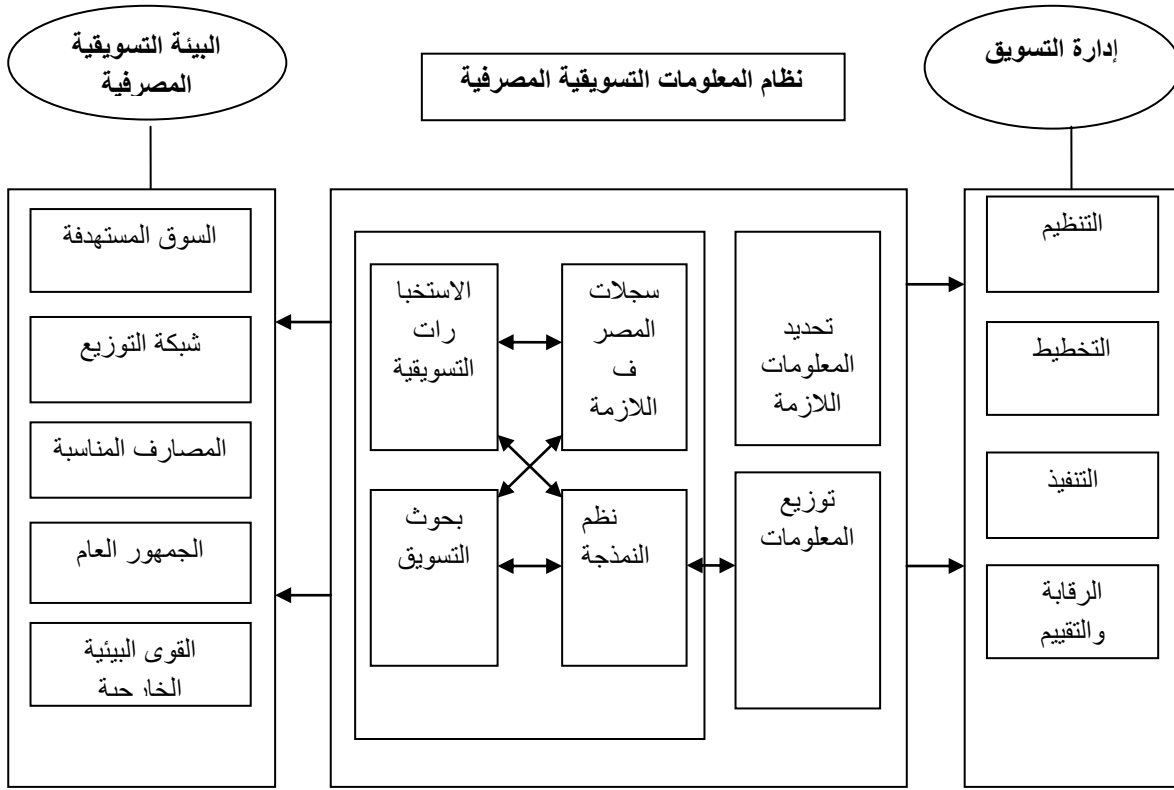 إدارة التسويق
نظام المعلومات التسويقية المصرفية
البيئة التسويقية
المصرفية
التنظيم
التخطيط
التنفيذ
الرقابة
والتقييم
تحديد
المعلومات
اللازمة
توزيع
المعلومات
سجلات
المصر
ف
اللازمة
الاستخبا
رات
التسويقية
نظم
النمذجة
بحوث
التسويق
السوق المستهدفة
شبكة التوزيع
المصارف المناسبة
الجمهور العام
القوى البيئية
الخارجية